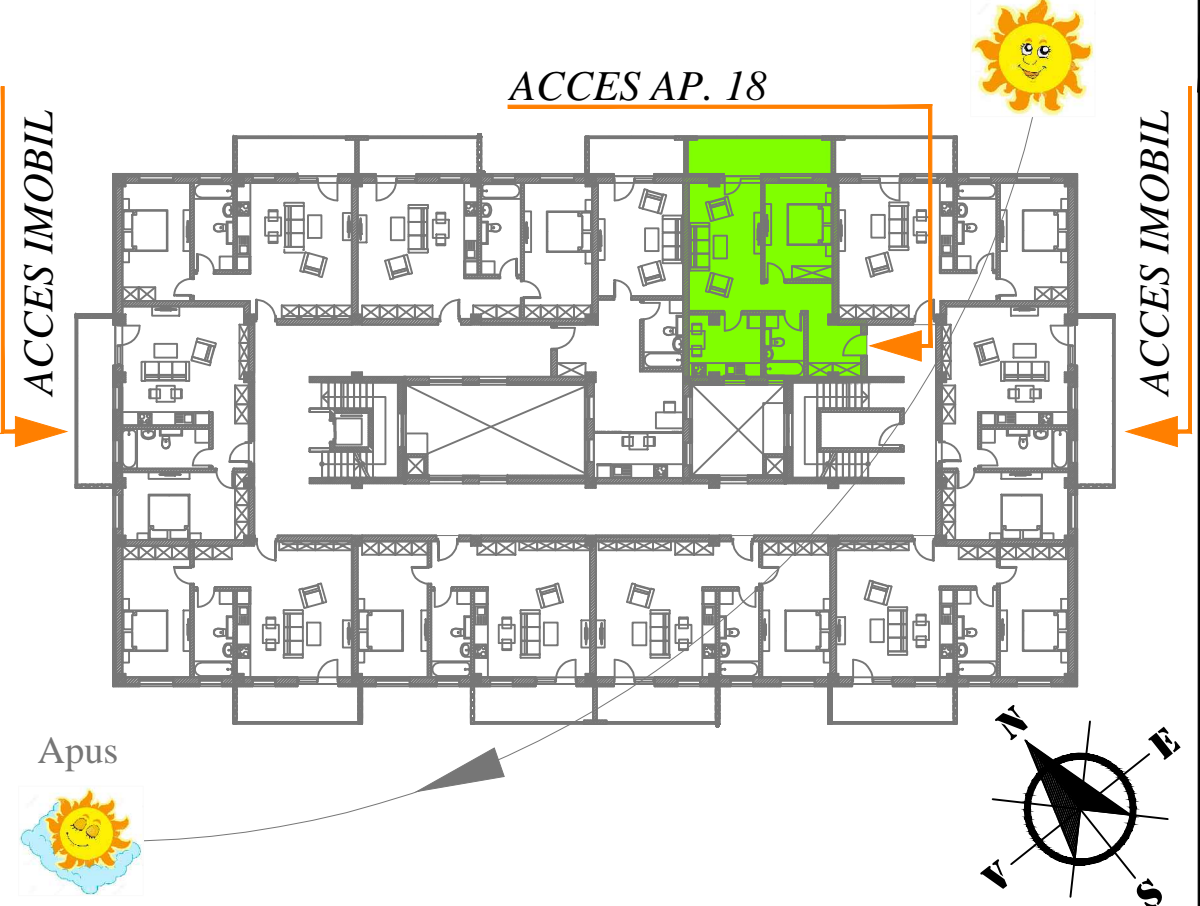 ACCES AP. 18
ACCES IMOBIL
ACCES IMOBIL
Apus
N
E
V
S